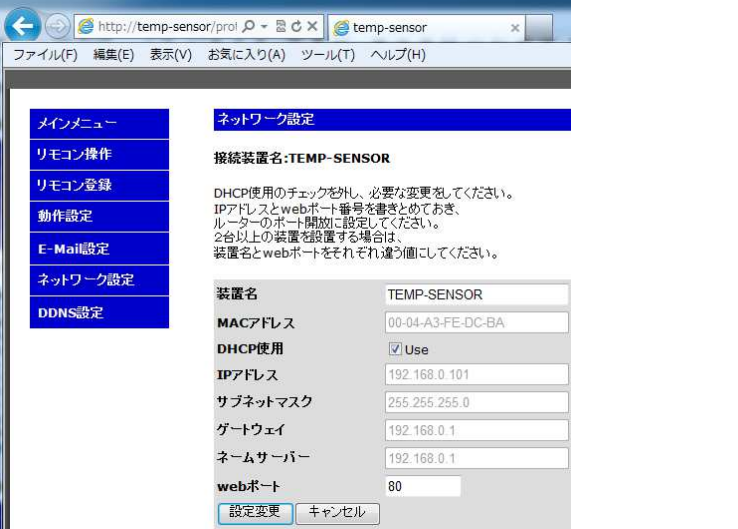 http://temp-sensor/pro
temp-sensor
ファイル(F) 編集(E) 表示(V) お気に入り(A) ツール(T) ヘルプ(H)
メインメニュー
リモコン操作
リモコン登録
動作設定
E-Mail設定
ネットワーク設定
DDNS設定
ネットワーク設定
接続装置名:TEMP-SENSOR
DHCP使用のチェックを外し、必要な変更をしてください。
IPアドレスとwebポート番号を書きとめておき、
ルーターのポート開放に設定してください。
2台以上の装置を設置する場合は、
装置名とwebポートをそれぞれ違う値にしてください。
装置名 TEMP-SENSOR
MACアドレス 00-04-A3-FE-DC-BA
DHCP使用 Use
IPアドレス 192.168.0.101
サブネットマスク 255.255.255.0
ゲートウェイ 192.168.0.1
ネームサーバー 192.168.0.1
webポート 80
設定変更 キャンセル